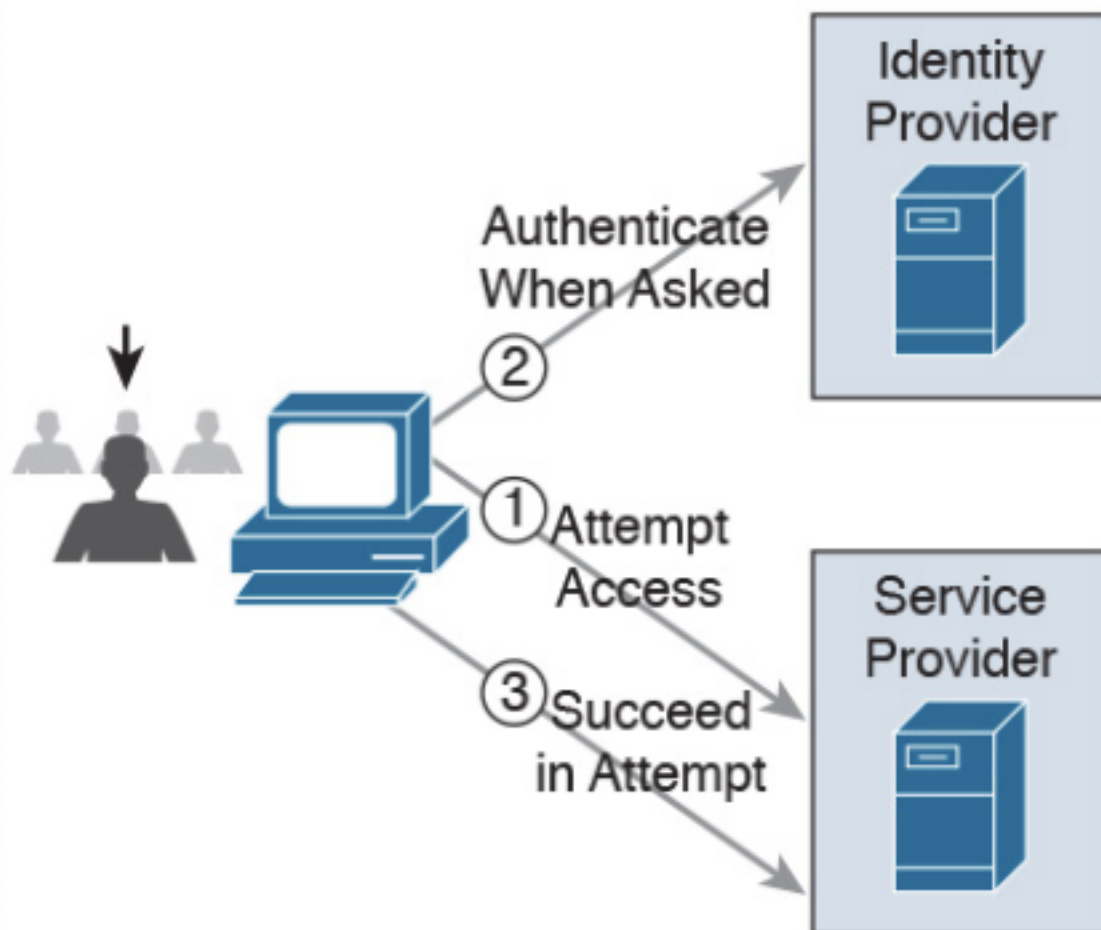 Identity
Provider
Authenticate
When Asked
2
1
Attempt
Access
Service
Provider
3
Succeed
in Attempt